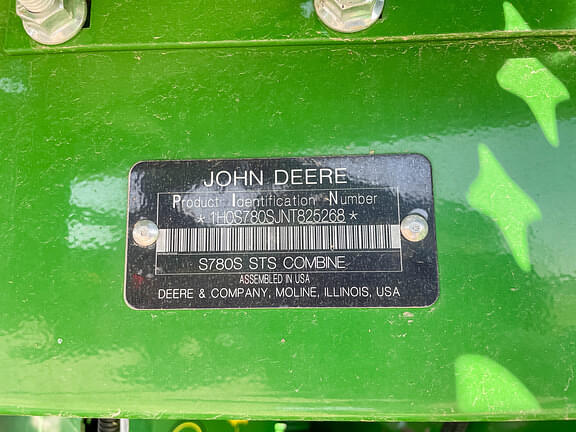 JOHN DEERE
Product Identification Number
*1H0S780SJNT825268*
S780S STS COMBINE
ASSEMBLED IN USA
DEERE & COMPANY, MOLINE, ILLINOIS, USA